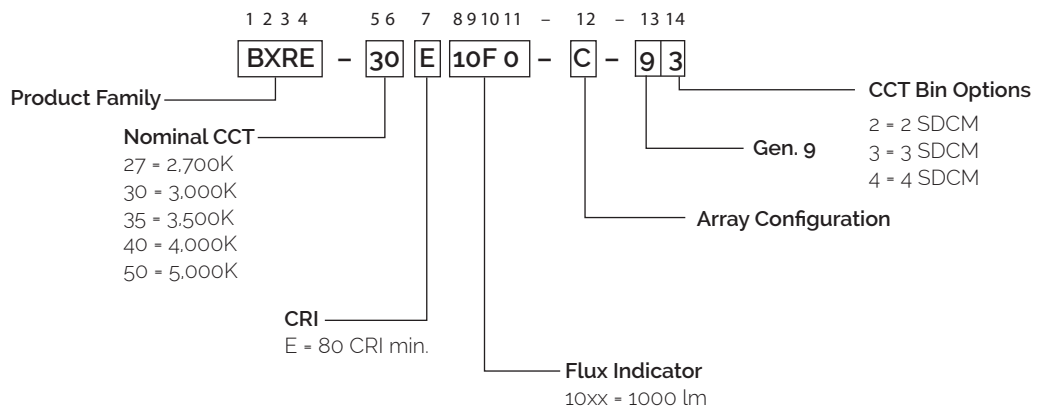 1 2 3 4 5 6 7 8 9 10 11 – 12 – 13 14
BXRE – 30 E 10F 0 – C – 9 3
Product Family
Nominal CCT
27 = 2,700K
30 = 3,000K
35 = 3,500K
40 = 4,000K
50 = 5,000K
CRI
E = 80 CRI min.
Flux Indicator
10xx = 1000 lm
Array Configuration
Gen. 9
CCT Bin Options
2 = 2 SDCM
3 = 3 SDCM
4 = 4 SDCM